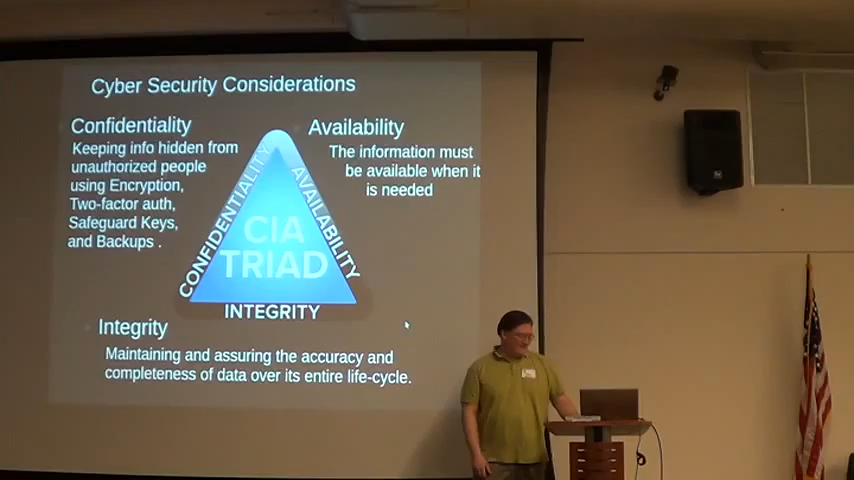 Cyber Security Considerations
Confidentiality
Keeping info hidden from
unauthorized people
using Encryption,
Two-factor auth,
Safeguard Keys,
and Backups .
Availability
The information must
be available when it
is needed
CONFIDENTIALITY
AVAILABILITY
CIA
TRIAD
INTEGRITY
Integrity
Maintaining and assuring the accuracy and
completeness of data over its entire life-cycle.